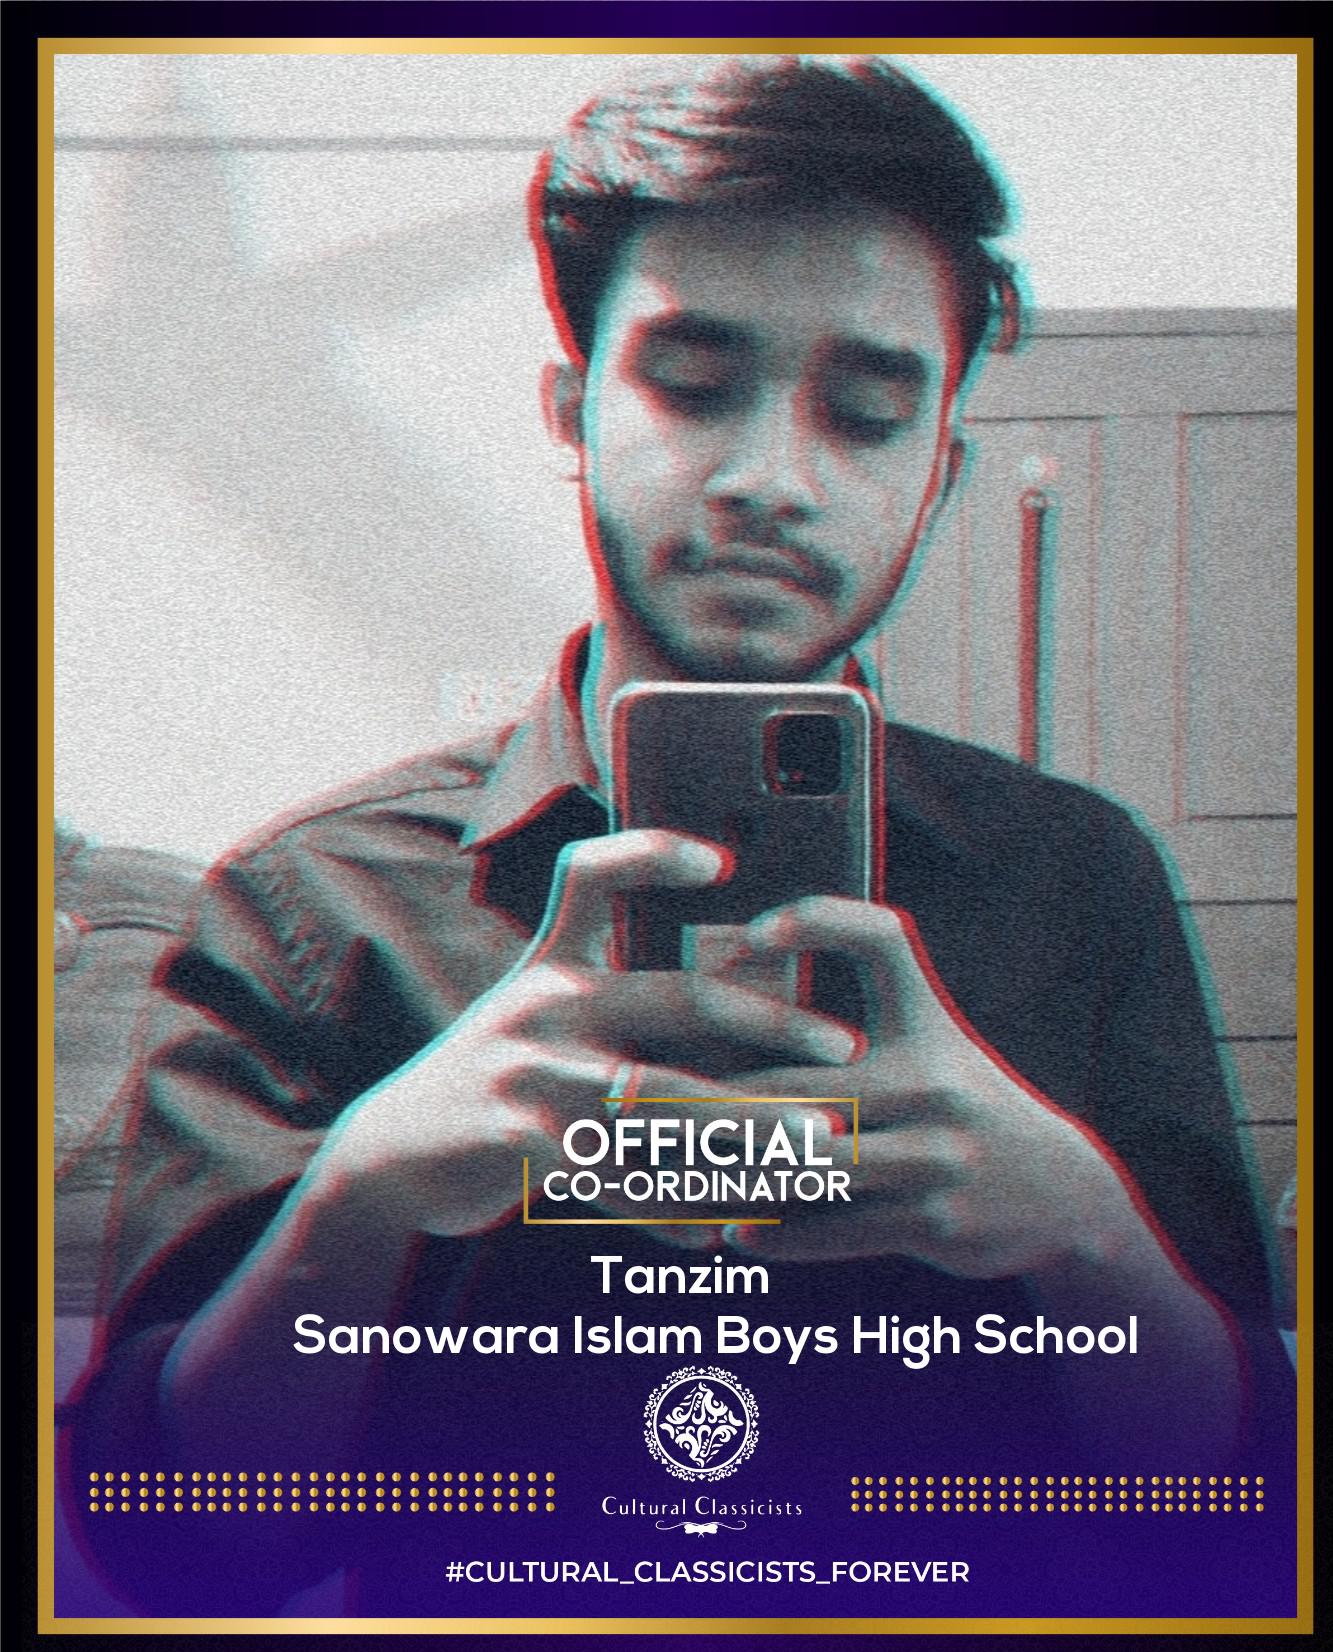 OFFICIAL
CO-ORDINATOR
Tanzim
Sanowara Islam Boys High School
Cultural Classicists
#CULTURAL_CLASSICISTS_FOREVER